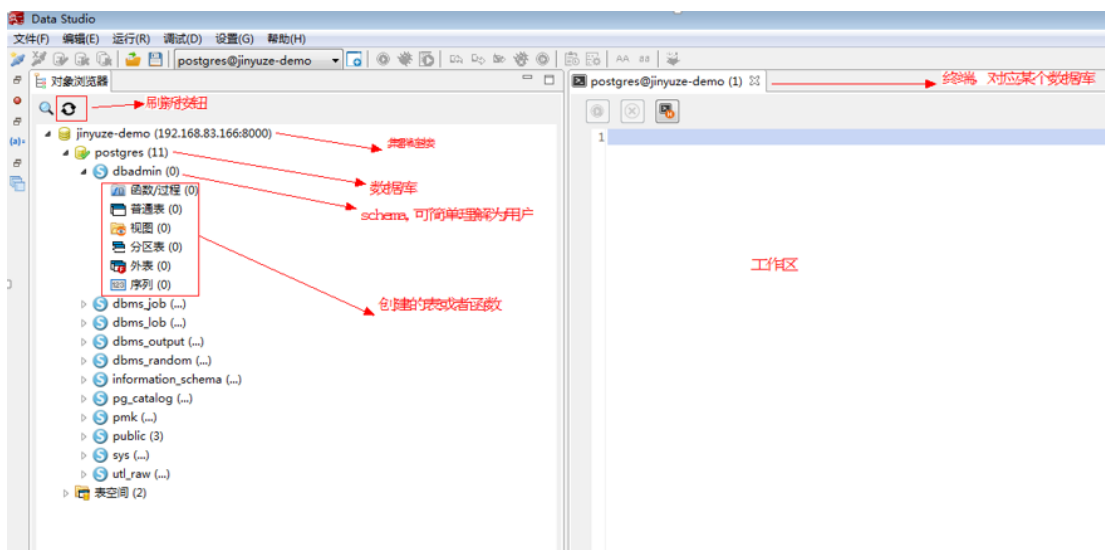 Data Studio
文件(F) 编辑(E) 运行(R) 调试(D) 设置(G) 帮助(H)
postgres@jinyuze-demo
对象浏览器
postgres@jinyuze-demo (1)
终端，对应某个数据库
刷新按钮
1
jinyuze-demo (192.168.83.166:8000)
postgres (11)
数据库
dbadmin (0)
schema, 可简单理解为用户
函数/过程 (0)
普通表 (0)
视图 (0)
分区表 (0)
外表 (0)
序列 (0)
工作区
创建的表或者函数
dbms_job (...)
dbms_lob (...)
dbms_output (...)
dbms_random (...)
information_schema (...)
pg_catalog (...)
pmk (...)
public (3)
sys (...)
utl_raw (...)
表空间 (2)